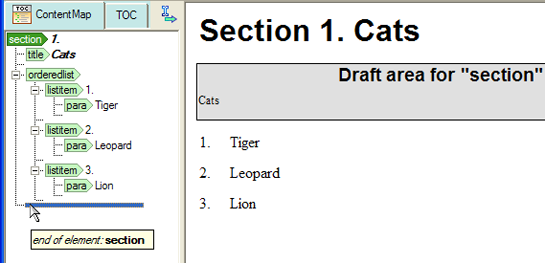 TOC
ContentMap
TOC
section 1.
title Cats
orderedlist
listitem 1.
para Tiger
listitem 2.
para Leopard
listitem 3.
para Lion
end of element: section
Section 1. Cats
Draft area for "section"
Cats
1. Tiger
2. Leopard
3. Lion